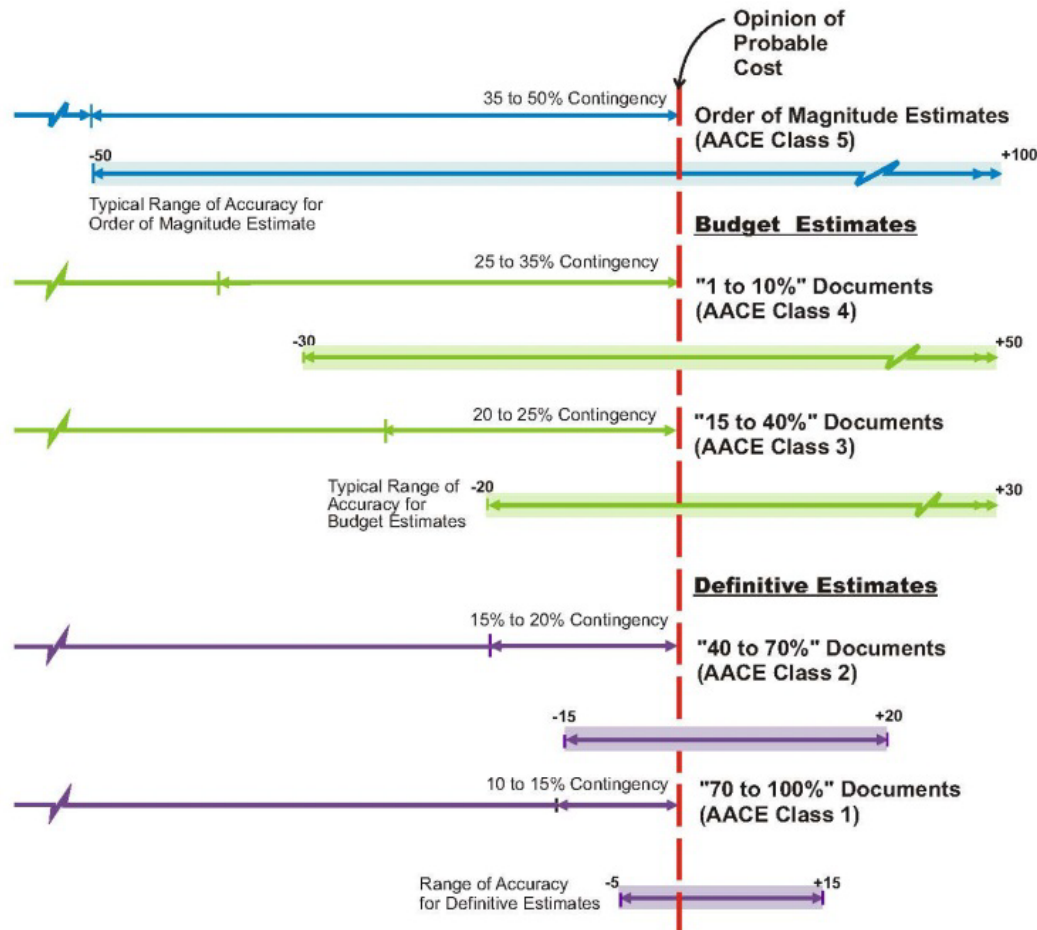 Opinion of
Probable
Cost
35 to 50% Contingency
Order of Magnitude Estimates
(AACE Class 5)
-50
+100
Typical Range of Accuracy for
Order of Magnitude Estimate
Budget Estimates
25 to 35% Contingency
"1 to 10%" Documents
(AACE Class 4)
-30
+50
20 to 25% Contingency
"15 to 40%" Documents
(AACE Class 3)
Typical Range of
Accuracy for
Budget Estimates
-20
+30
Definitive Estimates
15% to 20% Contingency
"40 to 70%" Documents
(AACE Class 2)
-15
+20
10 to 15% Contingency
"70 to 100%" Documents
(AACE Class 1)
Range of Accuracy
for Definitive Estimates
-5
+15